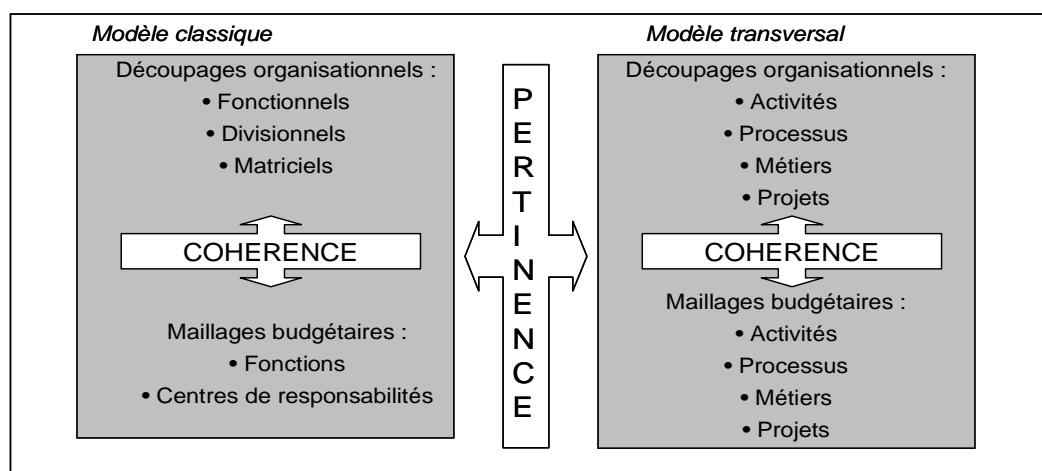 Modèle classique
Découpages organisationnels :
• Fonctionnels
• Divisionnels
• Matriciels
COHERENCE
Maillages budgétaires :
• Fonctions
• Centres de responsabilités
PERTINENCE
Modèle transversal
Découpages organisationnels :
• Activités
• Processus
• Métiers
• Projets
COHERENCE
Maillages budgétaires :
• Activités
• Processus
• Métiers
• Projets